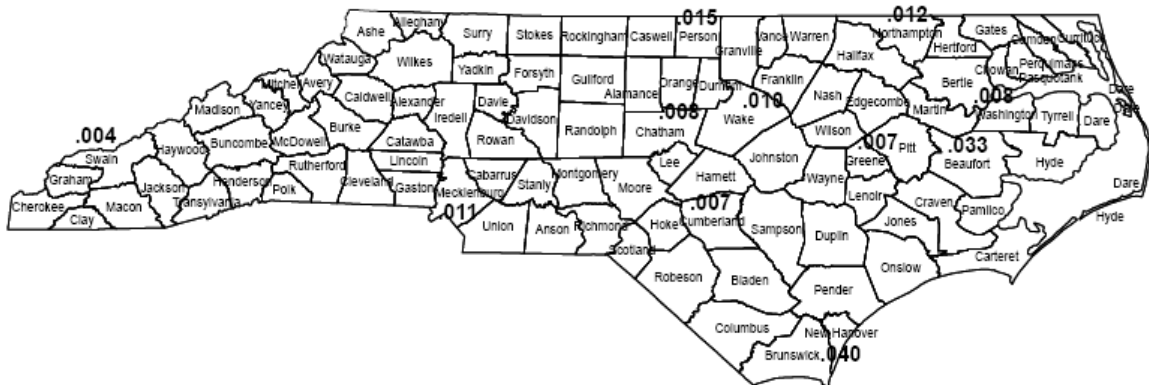 .015
.012
Alleghany
Ashe
Surry
Stokes
Rockingham
Caswell
Person
Granville
Vance
Warren
Northampton
Gates
Hertford
Camden
Currituck
Halifax
Watauga
Wilkes
Yadkin
Forsyth
Guilford
Alamance
Orange
Durham
Franklin
Bertie
Chowan
Perquimans
Pasquotank
Mitchell
Avery
Caldwell
Alexander
Iredell
Davie
Davidson
Nash
Edgecombe
Martin
.008
Washington
Tyrrell
Dare
Dare
Madison
Yancey
.010
Wake
.008
Chatham
Randolph
Rowan
Burke
Catawba
McDowell
Buncombe
Haywood
.004
Swain
Wilson
.007
Greene
Pitt
.033
Beaufort
Hyde
Rutherford
Lincoln
Cleveland
Gaston
Mecklenburg
.011
Cabarrus
Stanly
Montgomery
Moore
Lee
Harnett
Johnston
Wayne
Lenoir
Craven
Pamlico
Jones
Dare
Hyde
Graham
Cherokee
Clay
Macon
Jackson
Transylvania
Henderson
Polk
Union
Anson
Richmond
Scotland
Hoke
.007
Cumberland
Sampson
Duplin
Onslow
Carteret
Robeson
Bladen
Pender
Columbus
New Hanover
Brunswick
.040